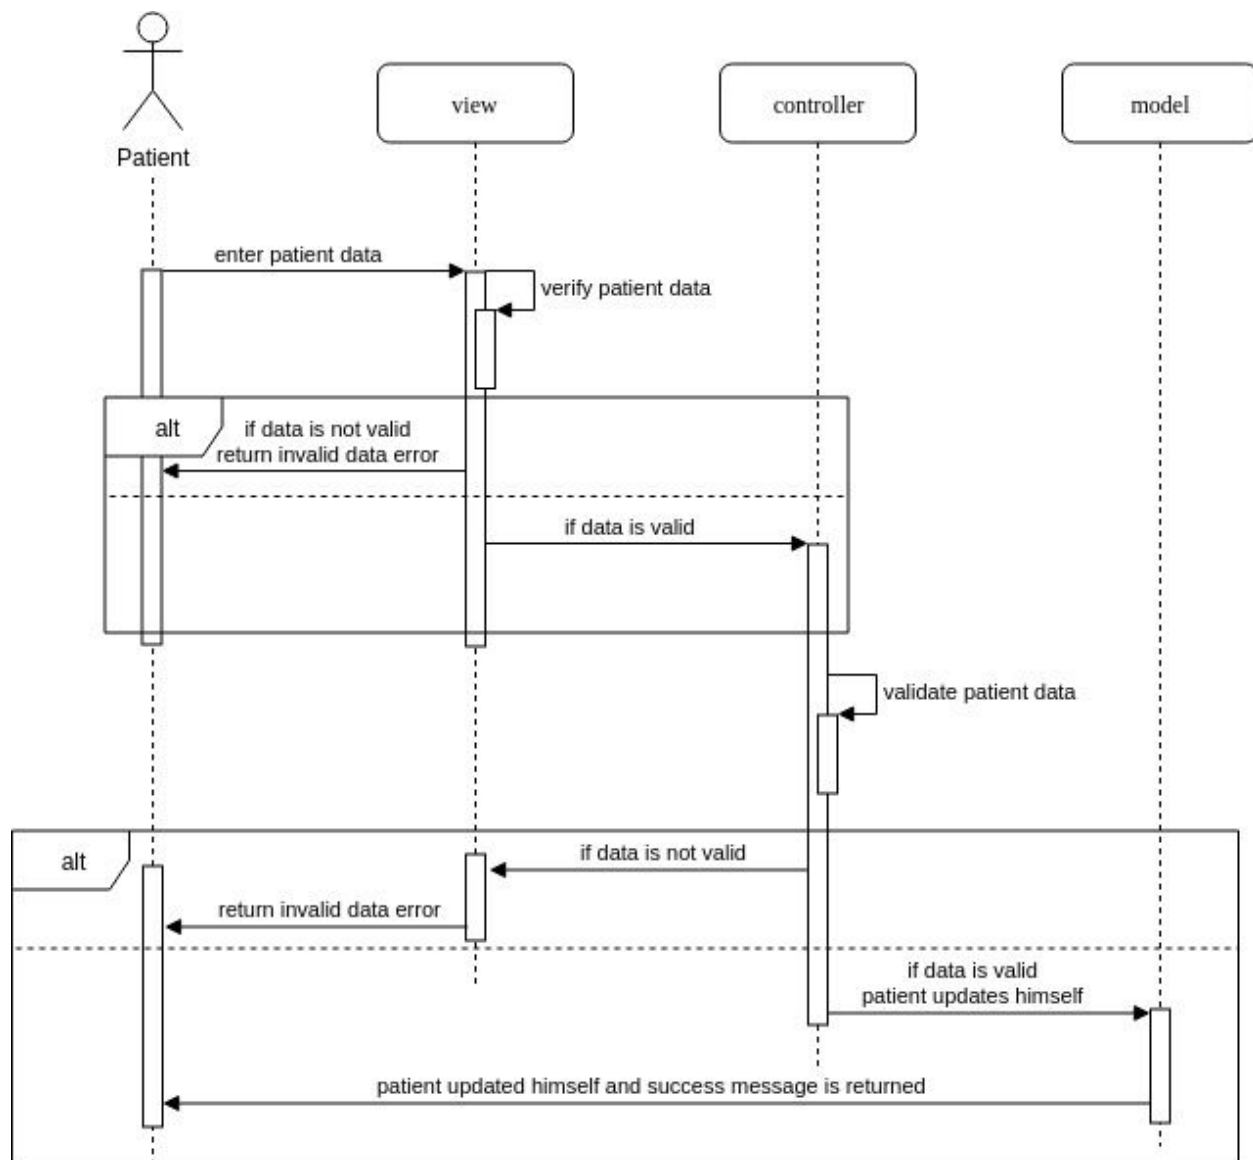 Patient
view
controller
model
enter patient data
verify patient data
alt
if data is not valid
return invalid data error
if data is valid
validate patient data
alt
if data is not valid
return invalid data error
if data is valid
patient updates himself
patient updated himself and success message is returned